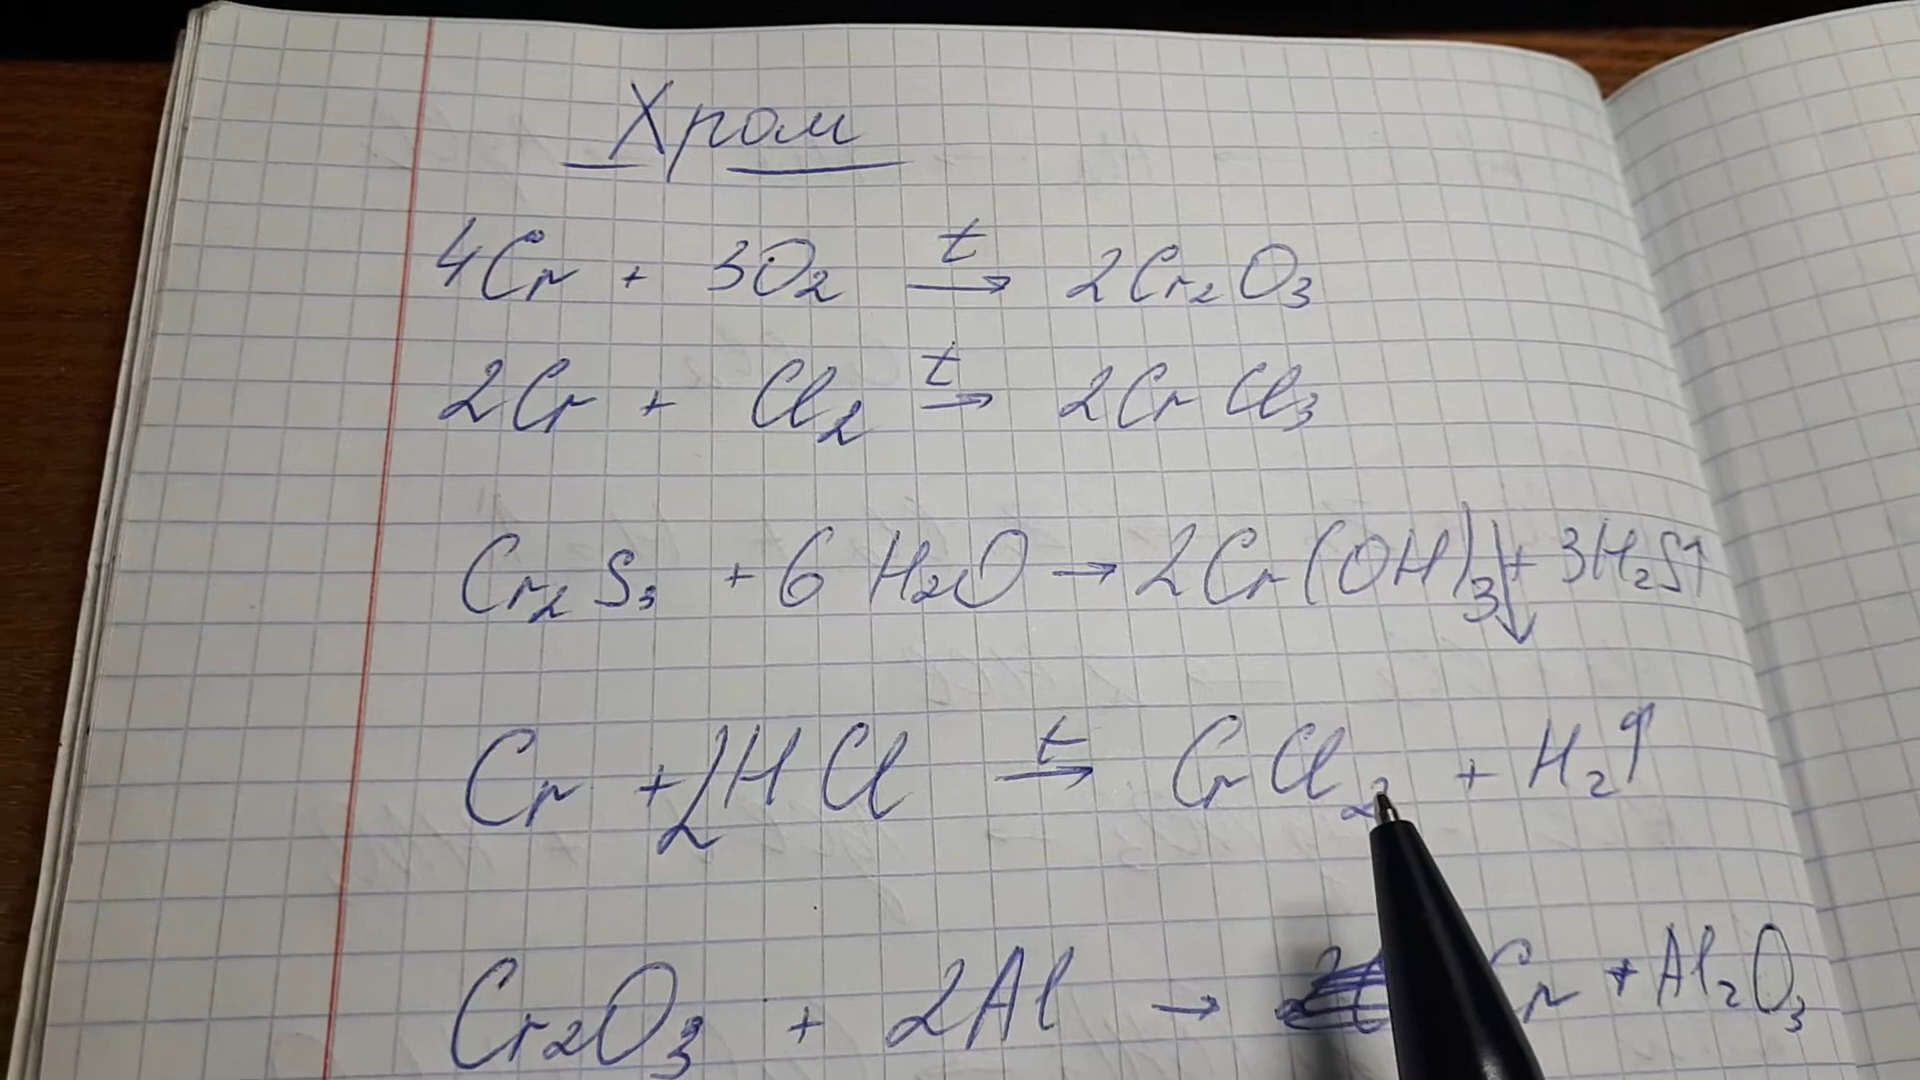 Хром
4Cr + 3O₂ →ᵗ 2Cr₂O₃
2Cr + Cl₂ →ᵗ 2CrCl₃
Cr₂S₃ + 6H₂O → 2Cr(OH)₃↓ + 3H₂S↑
Cr + 2HCl →ᵗ CrCl₂ + H₂↑
Cr₂O₃ + 2Al → Cr + Al₂O₃